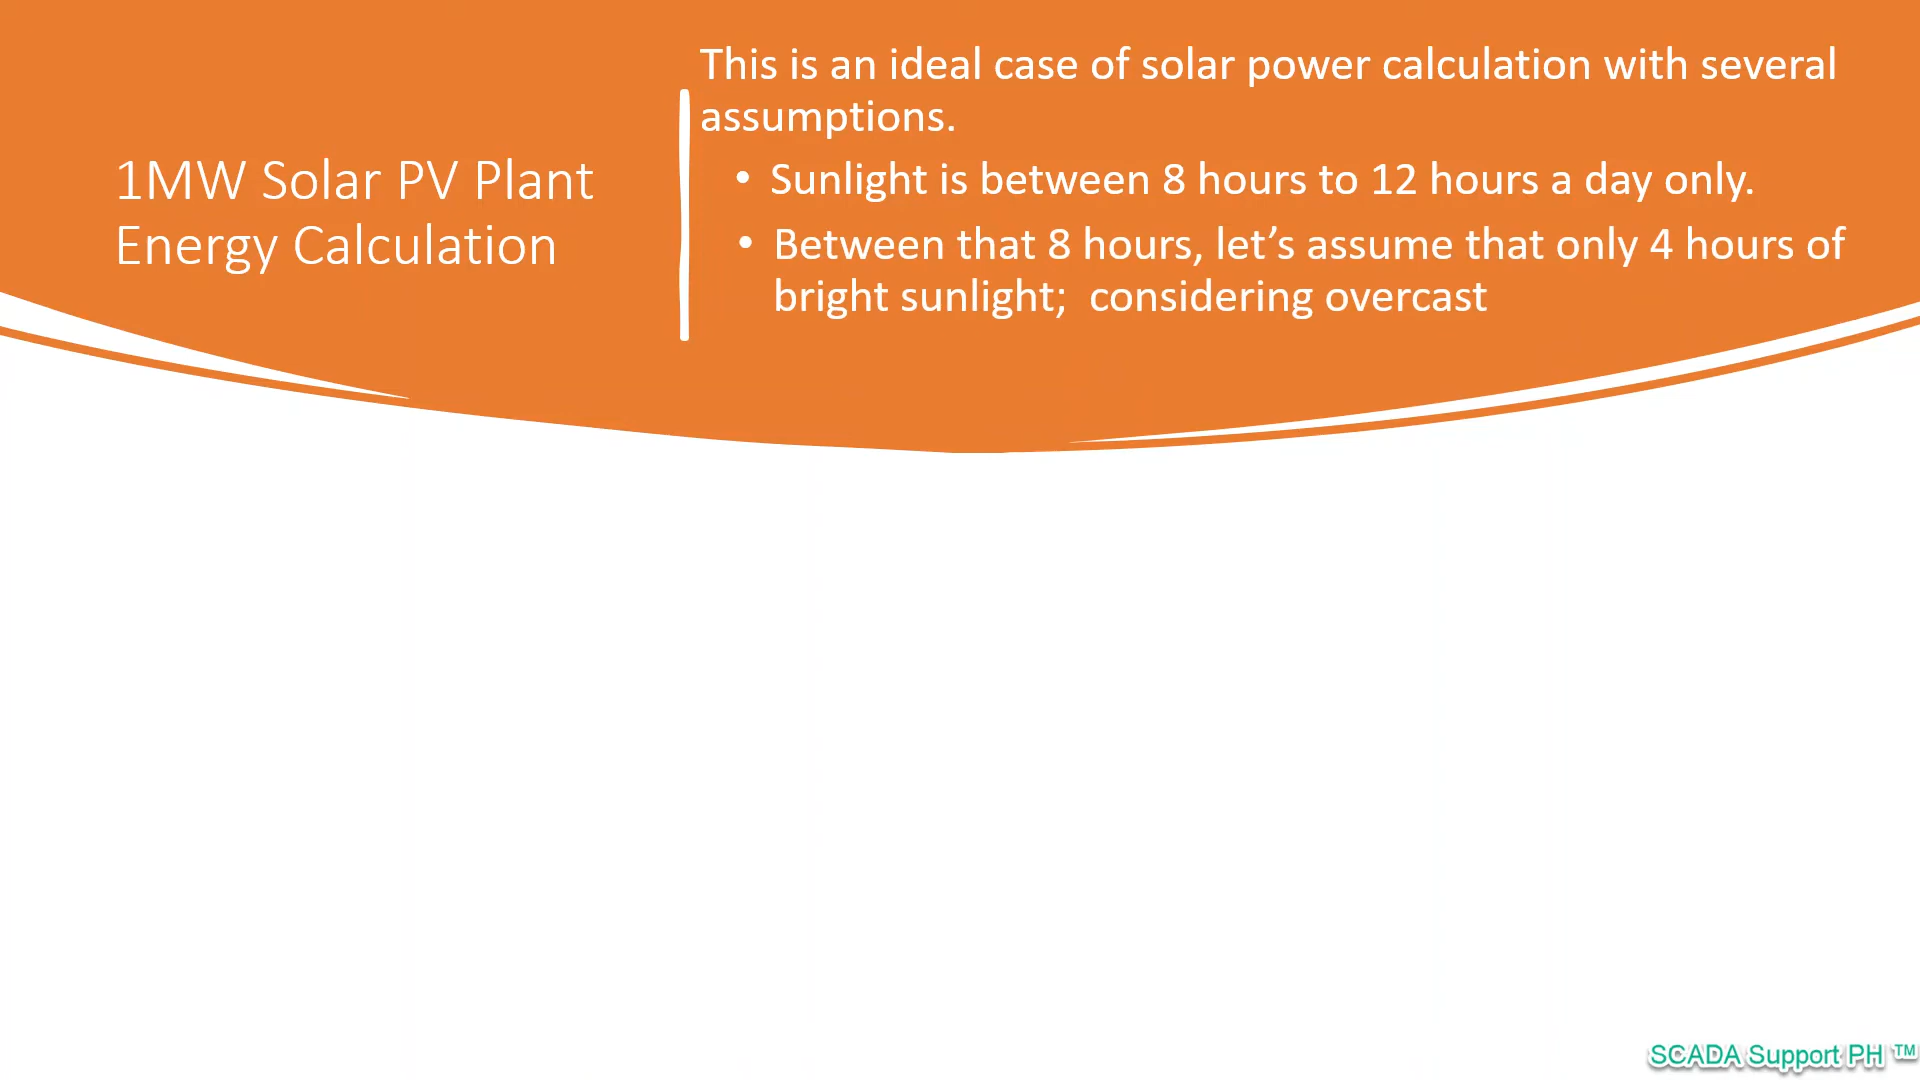 1MW Solar PV Plant
Energy Calculation
This is an ideal case of solar power calculation with several
assumptions.
• Sunlight is between 8 hours to 12 hours a day only.
• Between that 8 hours, let’s assume that only 4 hours of
bright sunlight;  considering overcast
SCADA Support PH ™